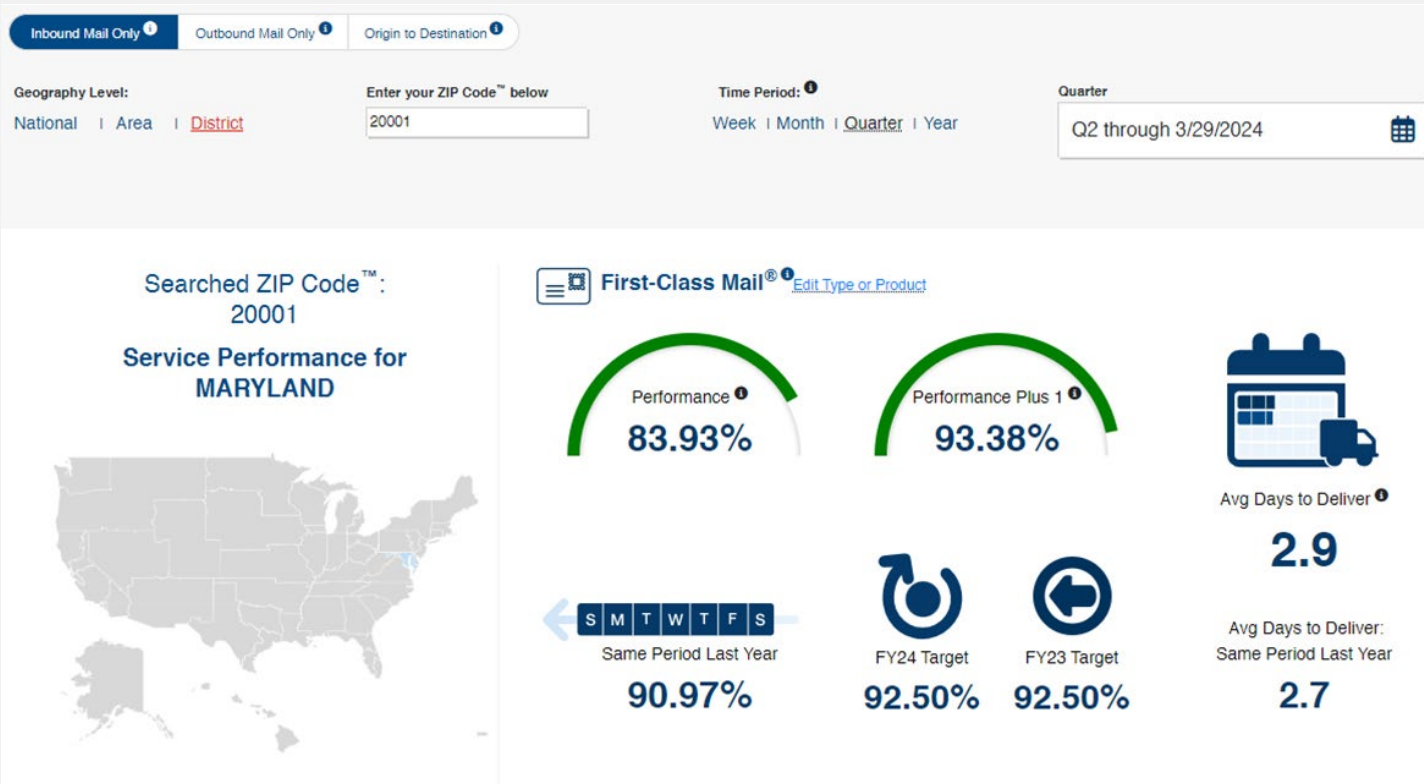 Inbound Mail Only
Outbound Mail Only
Origin to Destination
Geography Level:
National | Area | District
Enter your ZIP Code™ below
20001
Time Period:
Week | Month | Quarter | Year
Quarter
Q2 through 3/29/2024
Searched ZIP Code™:
20001
Service Performance for
MARYLAND
First-Class Mail® Edit Type or Product
Performance
83.93%
Performance Plus 1
93.38%
Avg Days to Deliver
2.9
S M T W T F S
Same Period Last Year
90.97%
FY24 Target
92.50%
FY23 Target
92.50%
Avg Days to Deliver:
Same Period Last Year
2.7